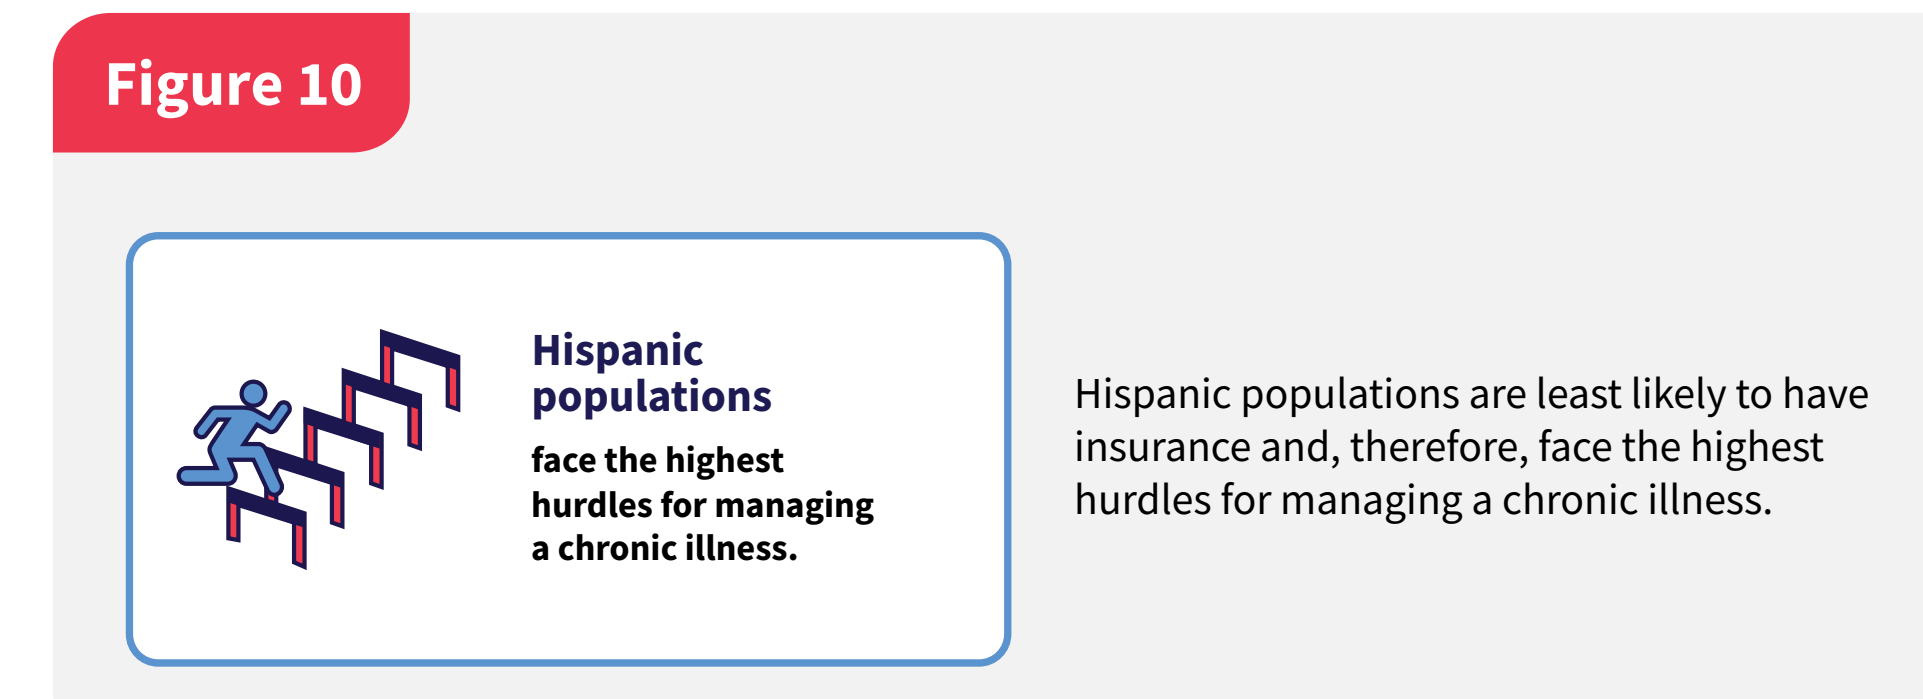 Figure 10
Hispanic
populations
face the highest
hurdles for managing
a chronic illness.
Hispanic populations are least likely to have
insurance and, therefore, face the highest
hurdles for managing a chronic illness.